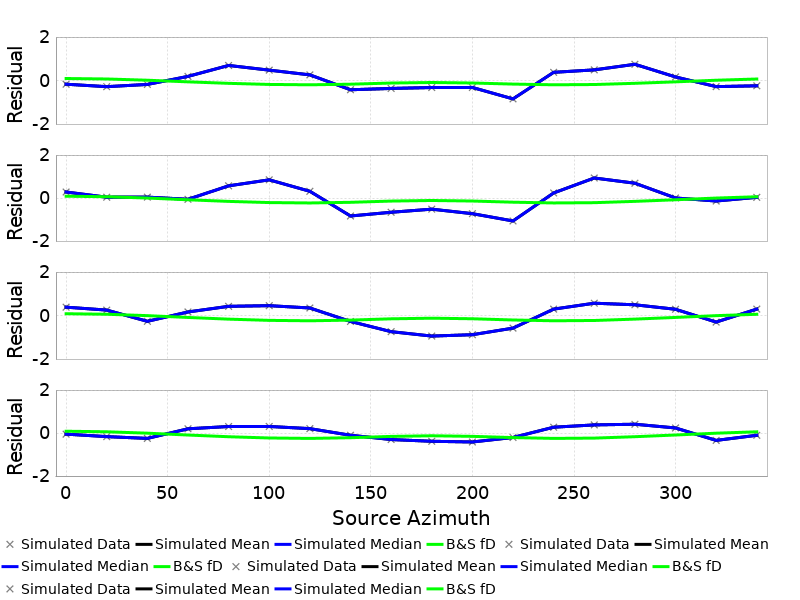 2
0
-2
Residual
2
0
-2
Residual
2
0
-2
Residual
2
0
-2
Residual
0 50 100 150 200 250 300
Source Azimuth
× Simulated Data Simulated Mean Simulated Median B&S fD × Simulated Data Simulated Mean
Simulated Median B&S fD × Simulated Data Simulated Mean Simulated Median B&S fD
× Simulated Data Simulated Mean Simulated Median B&S fD